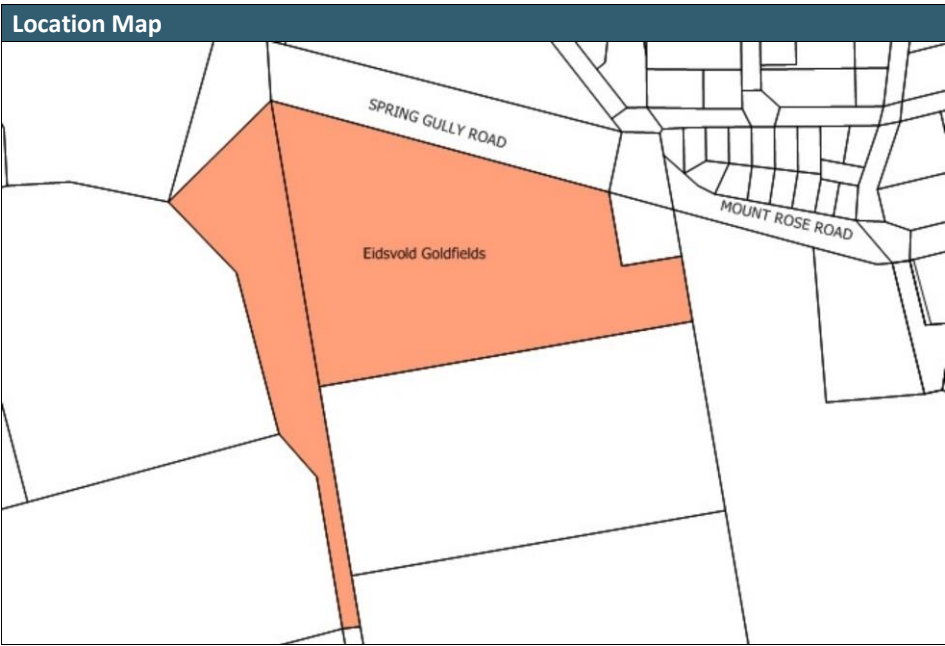 Location Map
SPRING GULLY ROAD
MOUNT ROSE ROAD
Eidsvold Goldfields